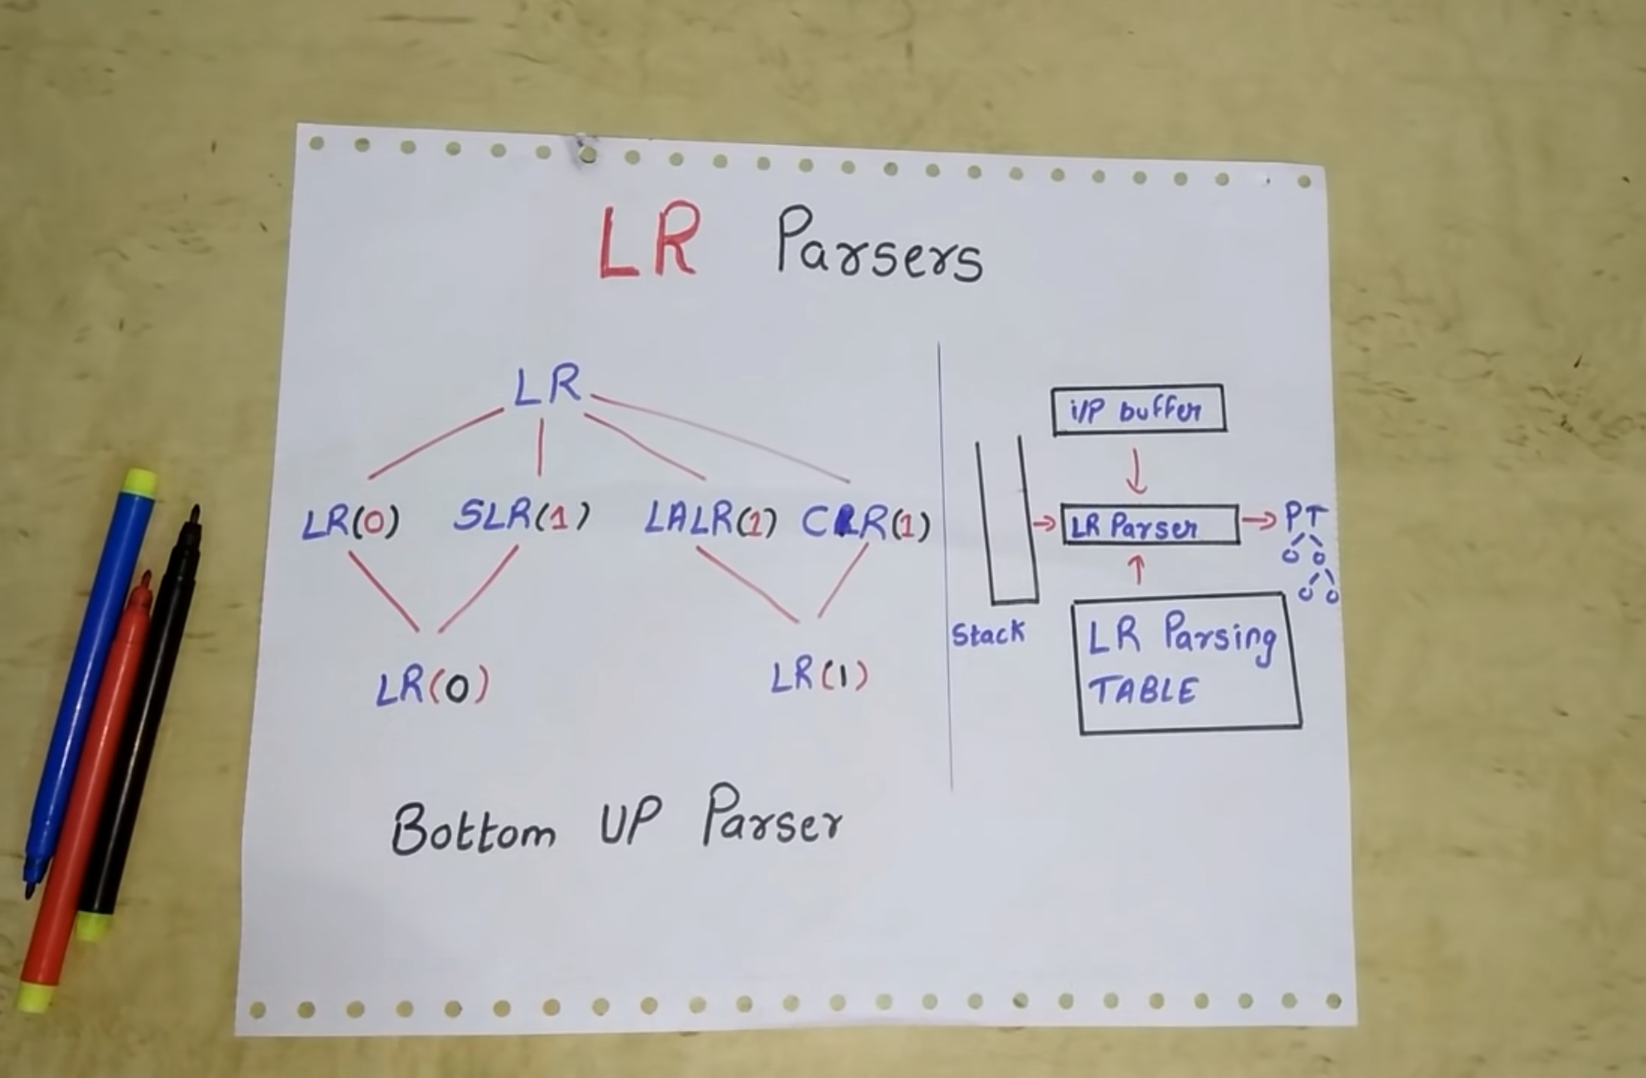 LR Parsers
LR
LR(0) SLR(1) LALR(1) CLR(1)
LR(0) LR(1)
Bottom UP Parser
i/P buffer
LR Parser
PT
Stack
LR Parsing
TABLE